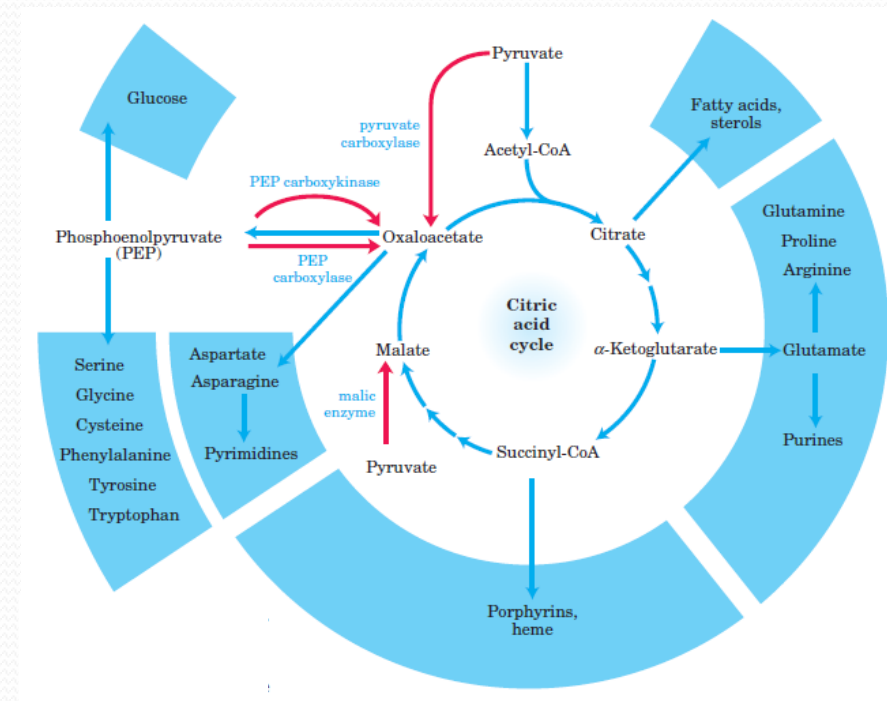 Pyruvate
Glucose
Fatty acids,
sterols
pyruvate
carboxylase
Acetyl-CoA
PEP carboxykinase
Glutamine
Phosphoenolpyruvate
(PEP)
Oxaloacetate
Citrate
Proline
PEP
carboxylase
Arginine
Citric
acid
cycle
Aspartate
Asparagine
Malate
α-Ketoglutarate
Glutamate
Serine
Glycine
Cysteine
Phenylalanine
Tyrosine
Tryptophan
malic
enzyme
Pyrimidines
Pyruvate
Succinyl-CoA
Purines
Porphyrins,
heme